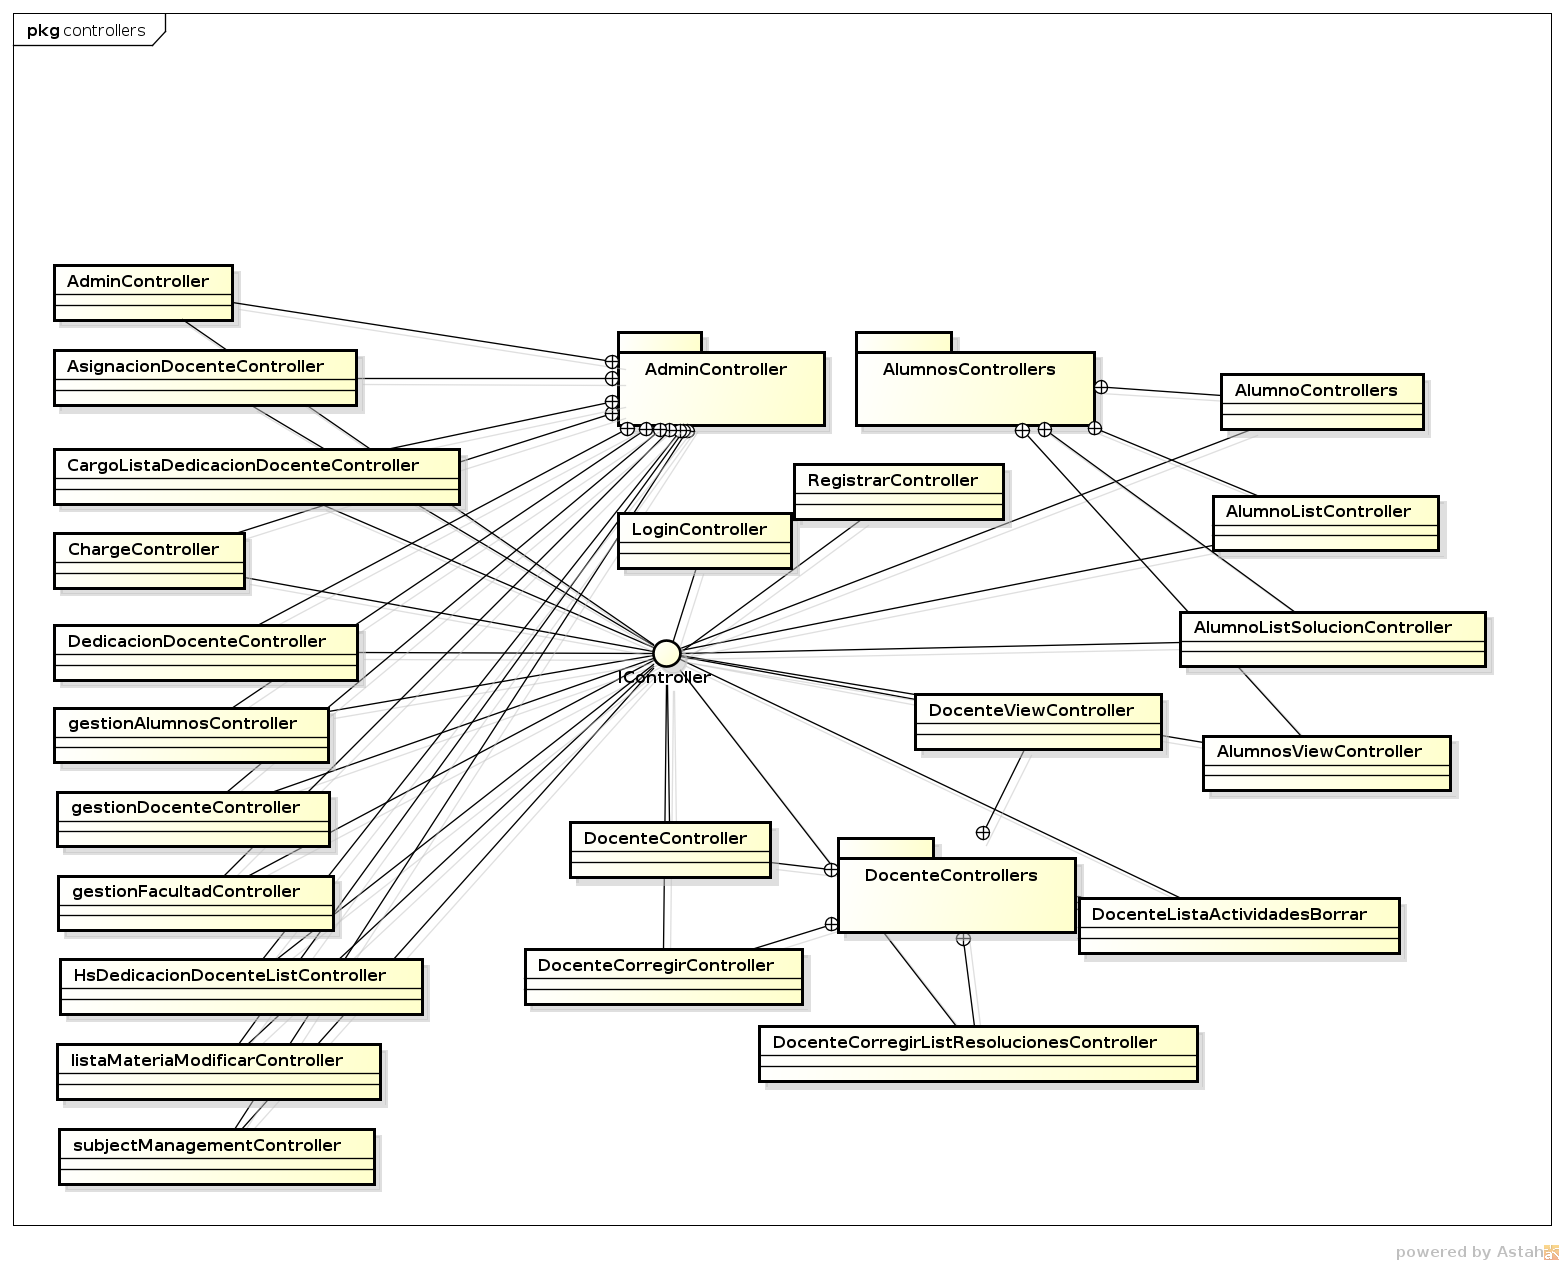 pkg controllers
AdminController
AsignacionDocenteController
CargoListaDedicacionDocenteController
ChargeController
DedicacionDocenteController
gestionAlumnosController
gestionDocenteController
gestionFacultadController
HsDedicacionDocenteListController
listaMateriaModificarController
subjectManagementController
AdminController
AlumnosControllers
RegistrarController
LoginController
IController
AlumnoControllers
AlumnoListController
AlumnoListSolucionController
DocenteViewController
AlumnosViewController
DocenteController
DocenteControllers
DocenteListaActividadesBorrar
DocenteCorregirController
DocenteCorregirListResolucionesController
powered by Astah